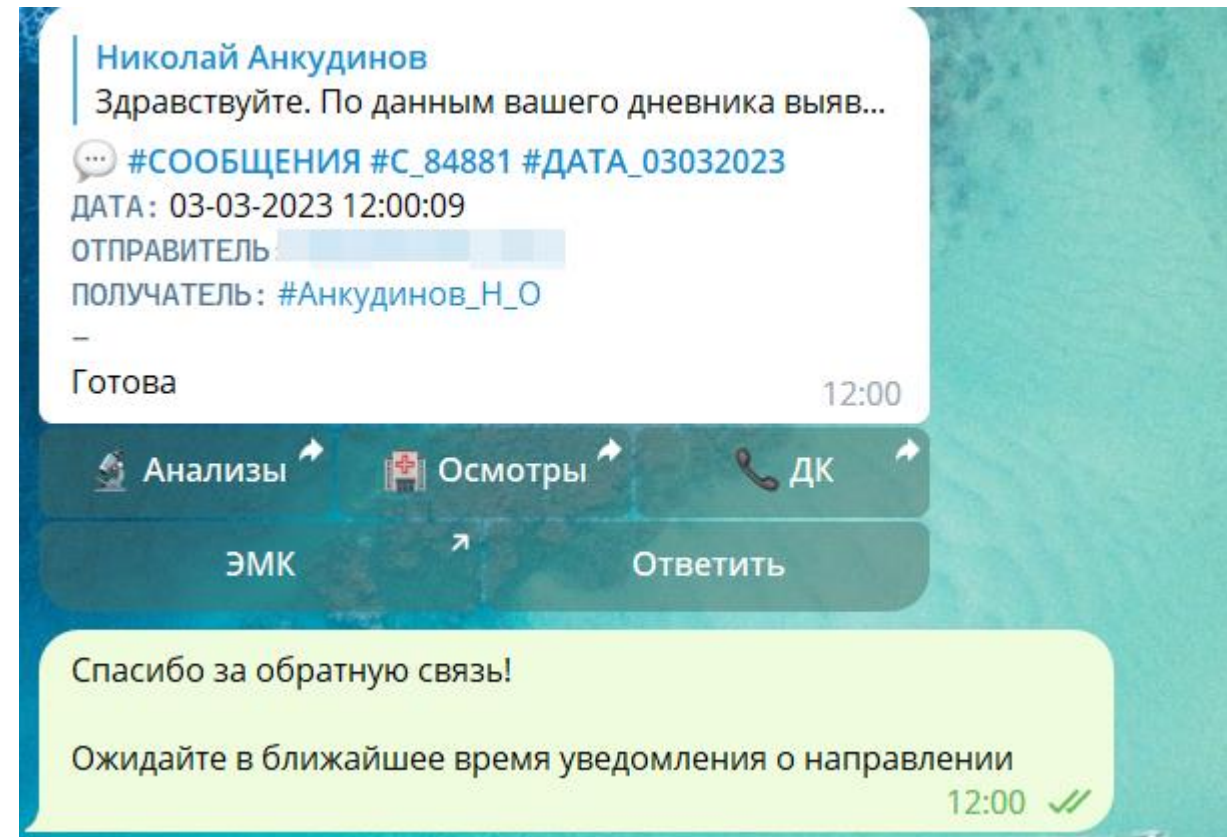 Николай Анкудинов
Здравствуйте. По данным вашего дневника выяв...
#СООБЩЕНИЯ #С_84881 #ДАТА_03032023
ДАТА: 03-03-2023 12:00:09
ОТПРАВИТЕЛЬ:
ПОЛУЧАТЕЛЬ: #Анкудинов_Н_О
–
Готова
12:00
Анализы Осмотры ДК
ЭМК Ответить
Спасибо за обратную связь!
Ожидайте в ближайшее время уведомления о направлении
12:00